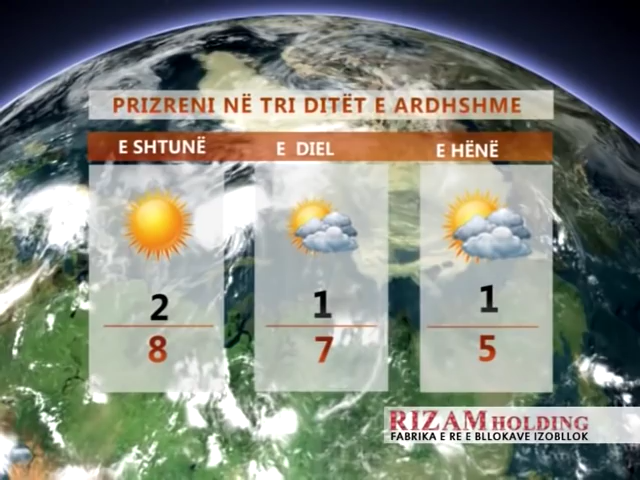 PRIZRENI NË TRI DITËT E ARDHSHME
E SHTUNË E DIEL E HËNË
2 1 1
8 7 5
RIZAM HOLDING
FABRIKA E RE E BLLOKAVE IZOBLLOK